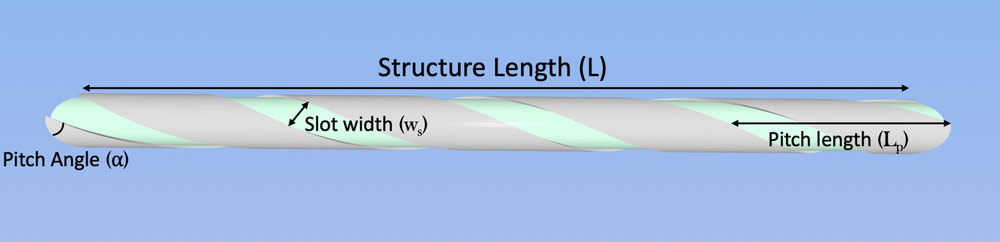 Structure Length (L)
Slot width (wₛ)
Pitch length (Lₚ)
Pitch Angle (α)